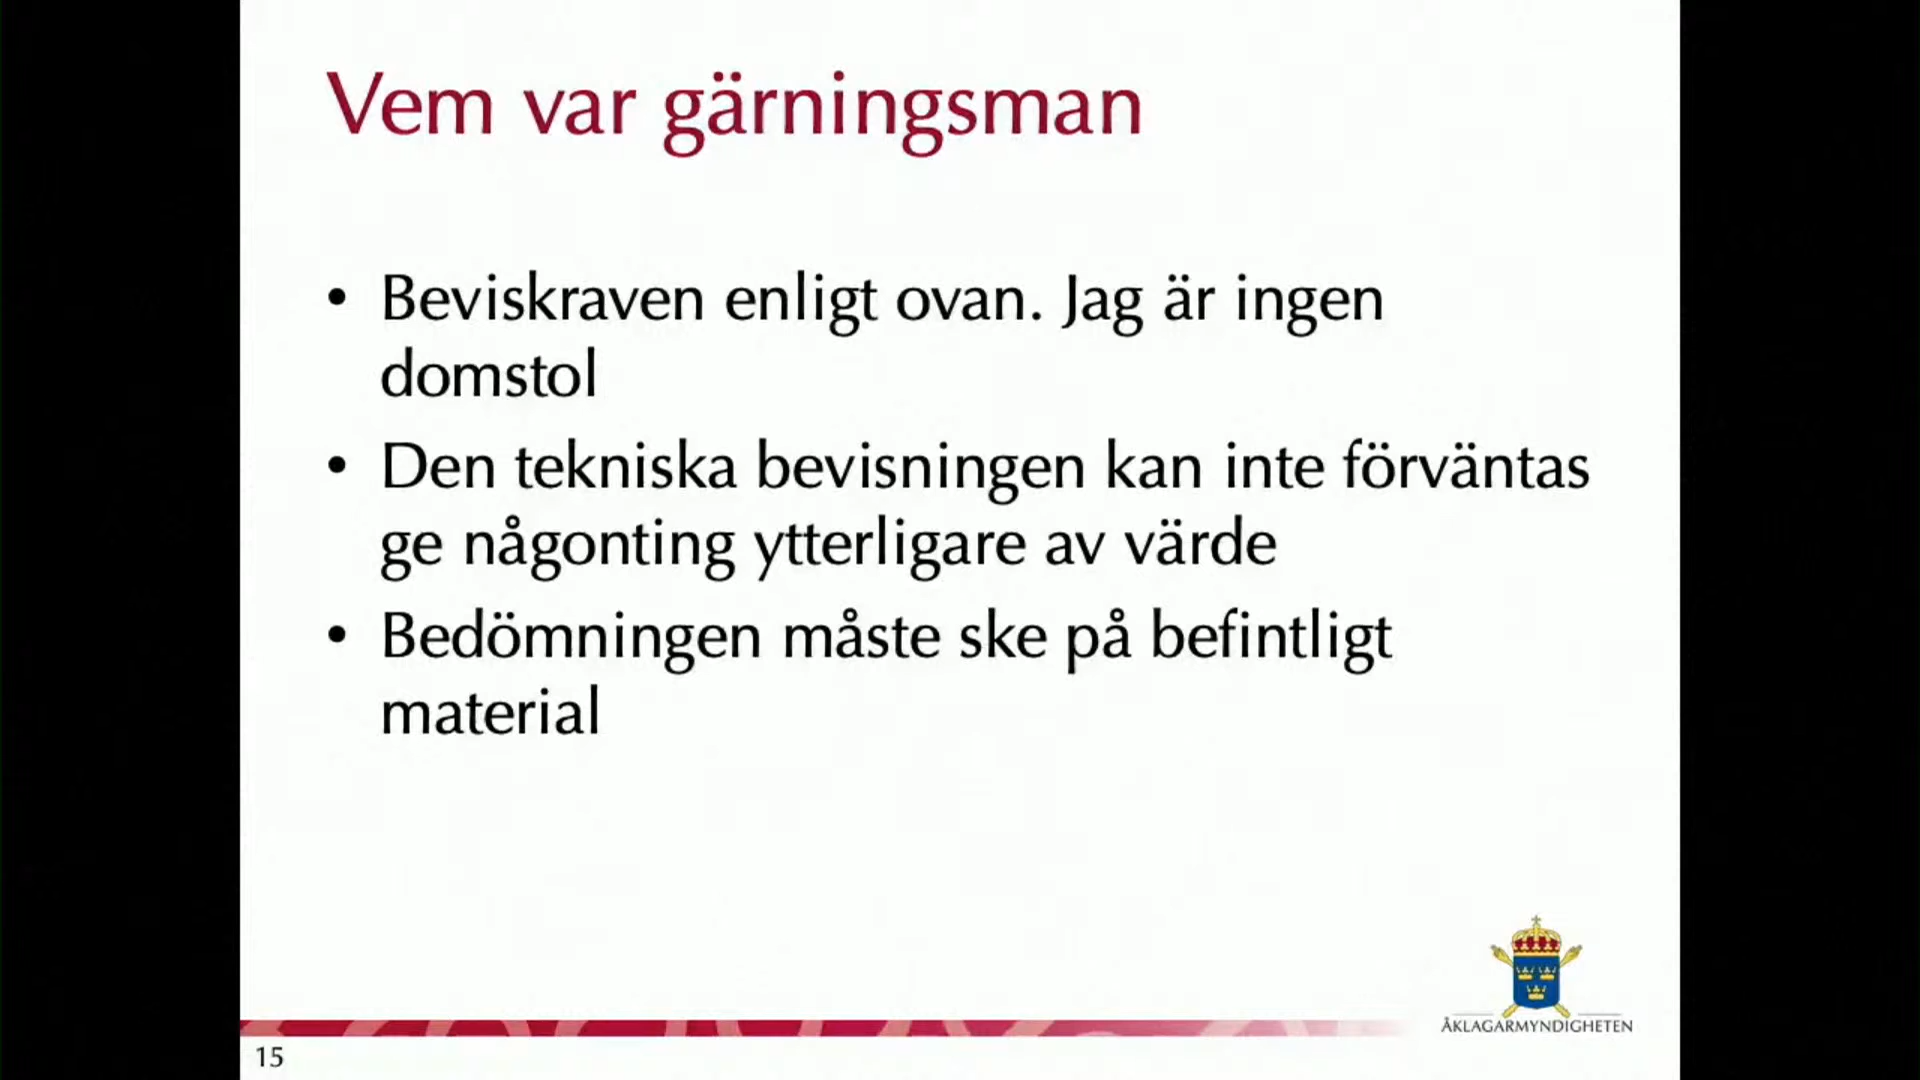 Vem var gärningsman
• Beviskraven enligt ovan. Jag är ingen
domstol
• Den tekniska bevisningen kan inte förväntas
ge någonting ytterligare av värde
• Bedömningen måste ske på befintligt
material
ÅKLAGARMYNDIGHETEN
15